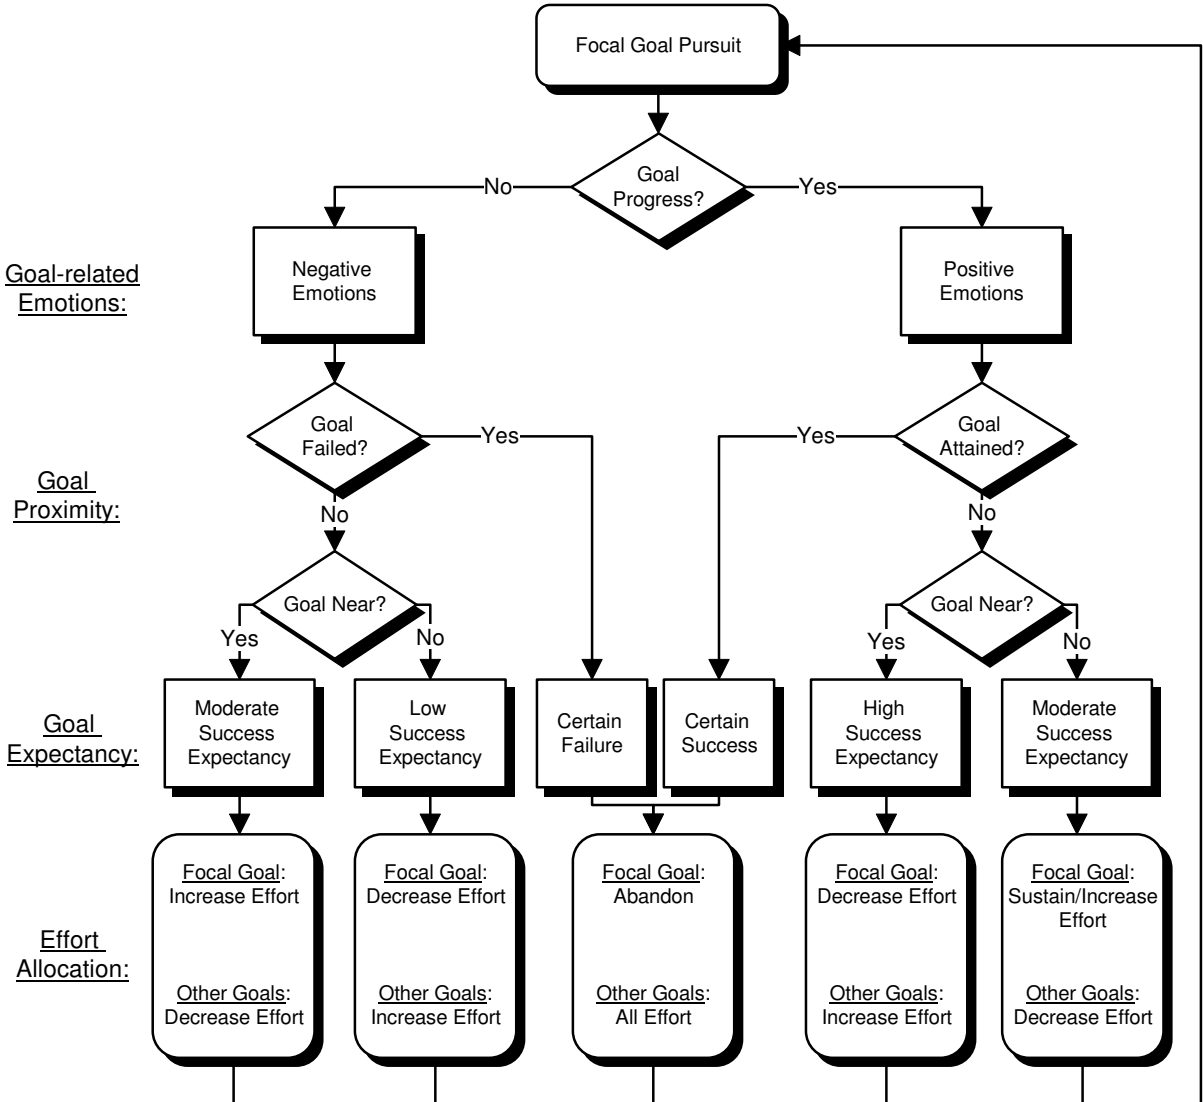 Focal Goal Pursuit
Goal
Progress?
No
Yes
Goal-related
Emotions:
Negative
Emotions
Positive
Emotions
Goal
Proximity:
Goal
Failed?
Yes
No
Goal
Attained?
Yes
No
Goal Near?
Yes
No
Goal Near?
Yes
No
Goal
Expectancy:
Moderate
Success
Expectancy
Low
Success
Expectancy
Certain
Failure
Certain
Success
High
Success
Expectancy
Moderate
Success
Expectancy
Effort
Allocation:
Focal Goal:
Increase Effort
Other Goals:
Decrease Effort
Focal Goal:
Decrease Effort
Other Goals:
Increase Effort
Focal Goal:
Abandon
Other Goals:
All Effort
Focal Goal:
Decrease Effort
Other Goals:
Increase Effort
Focal Goal:
Sustain/Increase
Effort
Other Goals:
Decrease Effort